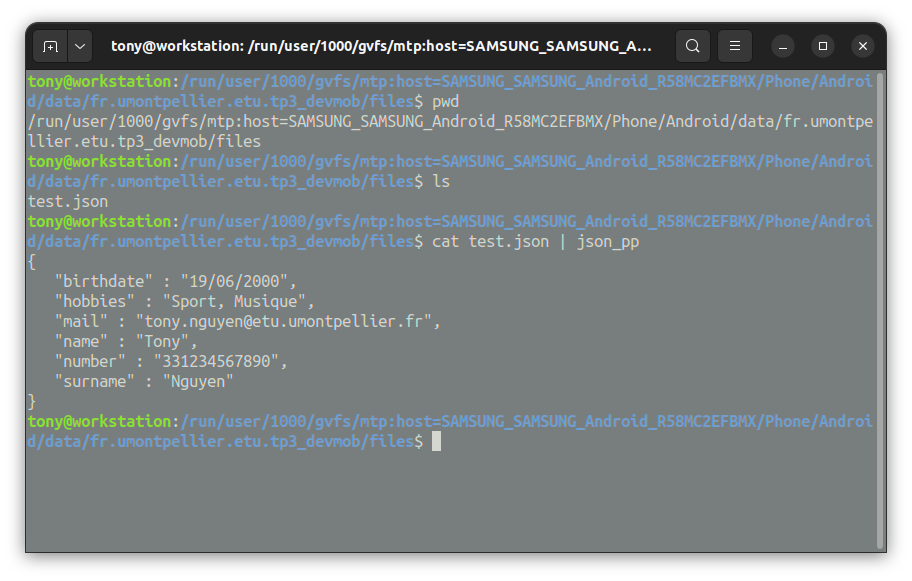 tony@workstation: /run/user/1000/gvfs/mtp:host=SAMSUNG_SAMSUNG_A...
tony@workstation:/run/user/1000/gvfs/mtp:host=SAMSUNG_SAMSUNG_Android_R58MC2EFBMX/Phone/Androi
d/data/fr.umontpellier.etu.tp3_devmob/files$ pwd
/run/user/1000/gvfs/mtp:host=SAMSUNG_SAMSUNG_Android_R58MC2EFBMX/Phone/Android/data/fr.umontpe
llier.etu.tp3_devmob/files
tony@workstation:/run/user/1000/gvfs/mtp:host=SAMSUNG_SAMSUNG_Android_R58MC2EFBMX/Phone/Androi
d/data/fr.umontpellier.etu.tp3_devmob/files$ ls
test.json
tony@workstation:/run/user/1000/gvfs/mtp:host=SAMSUNG_SAMSUNG_Android_R58MC2EFBMX/Phone/Androi
d/data/fr.umontpellier.etu.tp3_devmob/files$ cat test.json | json_pp
{
   "birthdate" : "19/06/2000",
   "hobbies" : "Sport, Musique",
   "mail" : "tony.nguyen@etu.umontpellier.fr",
   "name" : "Tony",
   "number" : "331234567890",
   "surname" : "Nguyen"
}
tony@workstation:/run/user/1000/gvfs/mtp:host=SAMSUNG_SAMSUNG_Android_R58MC2EFBMX/Phone/Androi
d/data/fr.umontpellier.etu.tp3_devmob/files$